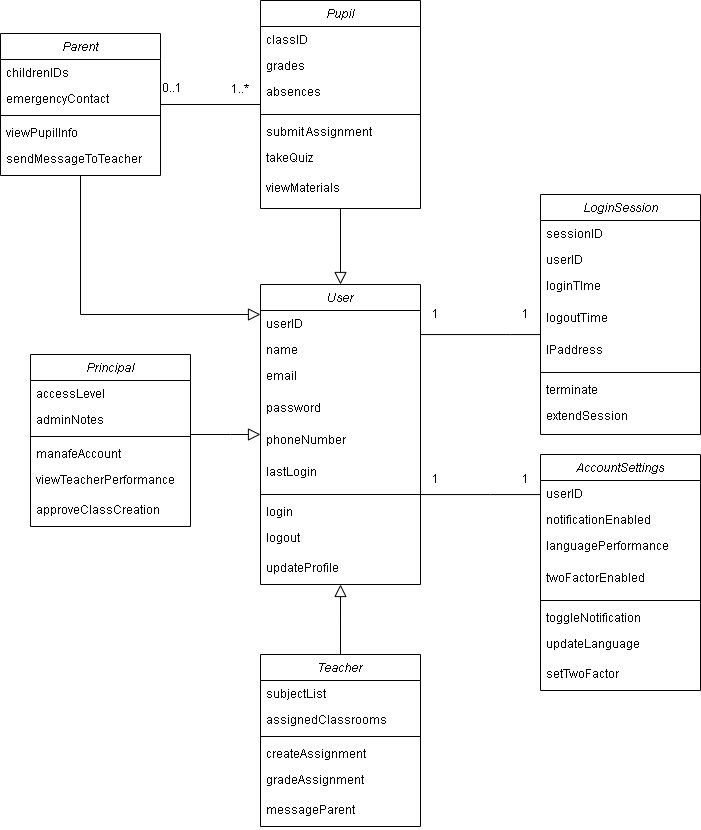 Pupil
classID
grades
absences
submitAssignment
takeQuiz
viewMaterials
Parent
childrenIDs
emergencyContact
viewPupilInfo
sendMessageToTeacher
0..1
1..*
LoginSession
sessionID
userID
loginTIme
logoutTime
IPaddress
terminate
extendSession
User
userID
name
email
password
phoneNumber
lastLogin
login
logout
updateProfile
1
1
Principal
accessLevel
adminNotes
manafeAccount
viewTeacherPerformance
approveClassCreation
1
1
AccountSettings
userID
notificationEnabled
languagePerformance
twoFactorEnabled
toggleNotification
updateLanguage
setTwoFactor
Teacher
subjectList
assignedClassrooms
createAssignment
gradeAssignment
messageParent